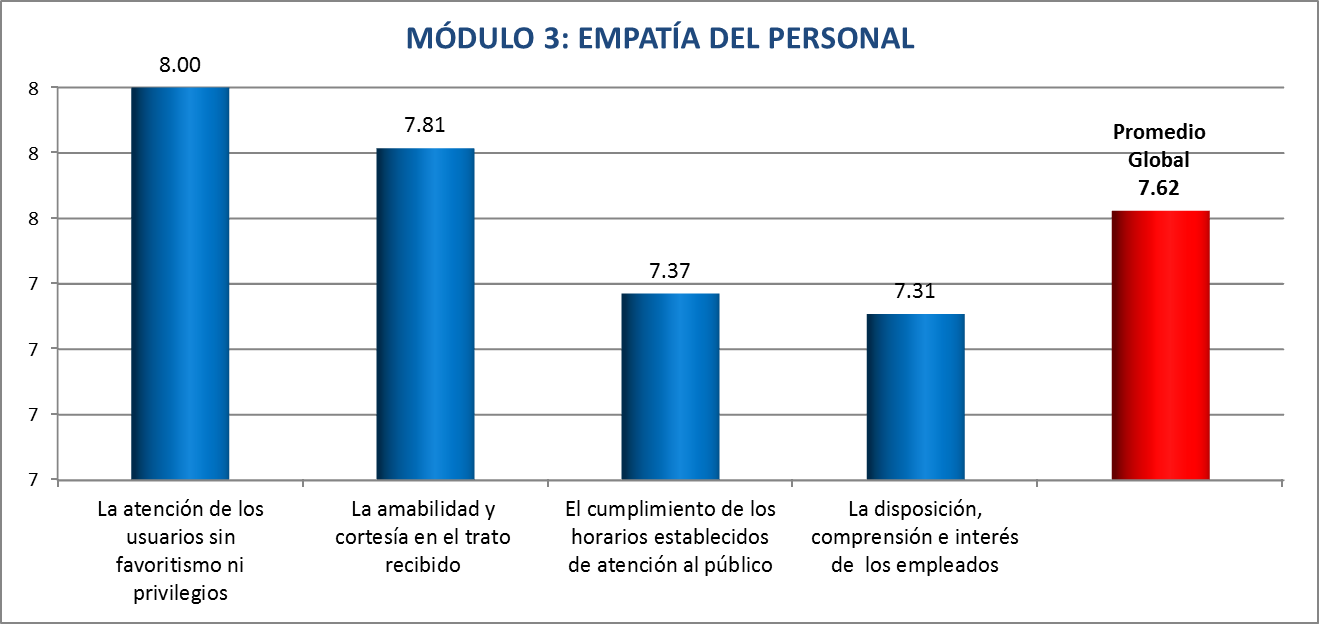 MÓDULO 3: EMPATÍA DEL PERSONAL
8.00
7.81
7.37
7.31
Promedio
Global
7.62
8
8
8
7
7
7
7
La atención de los
usuarios sin
favoritismo ni
privilegios
La amabilidad y
cortesía en el trato
recibido
El cumplimiento de los
horarios establecidos
de atención al público
La disposición,
comprensión e interés
de los empleados